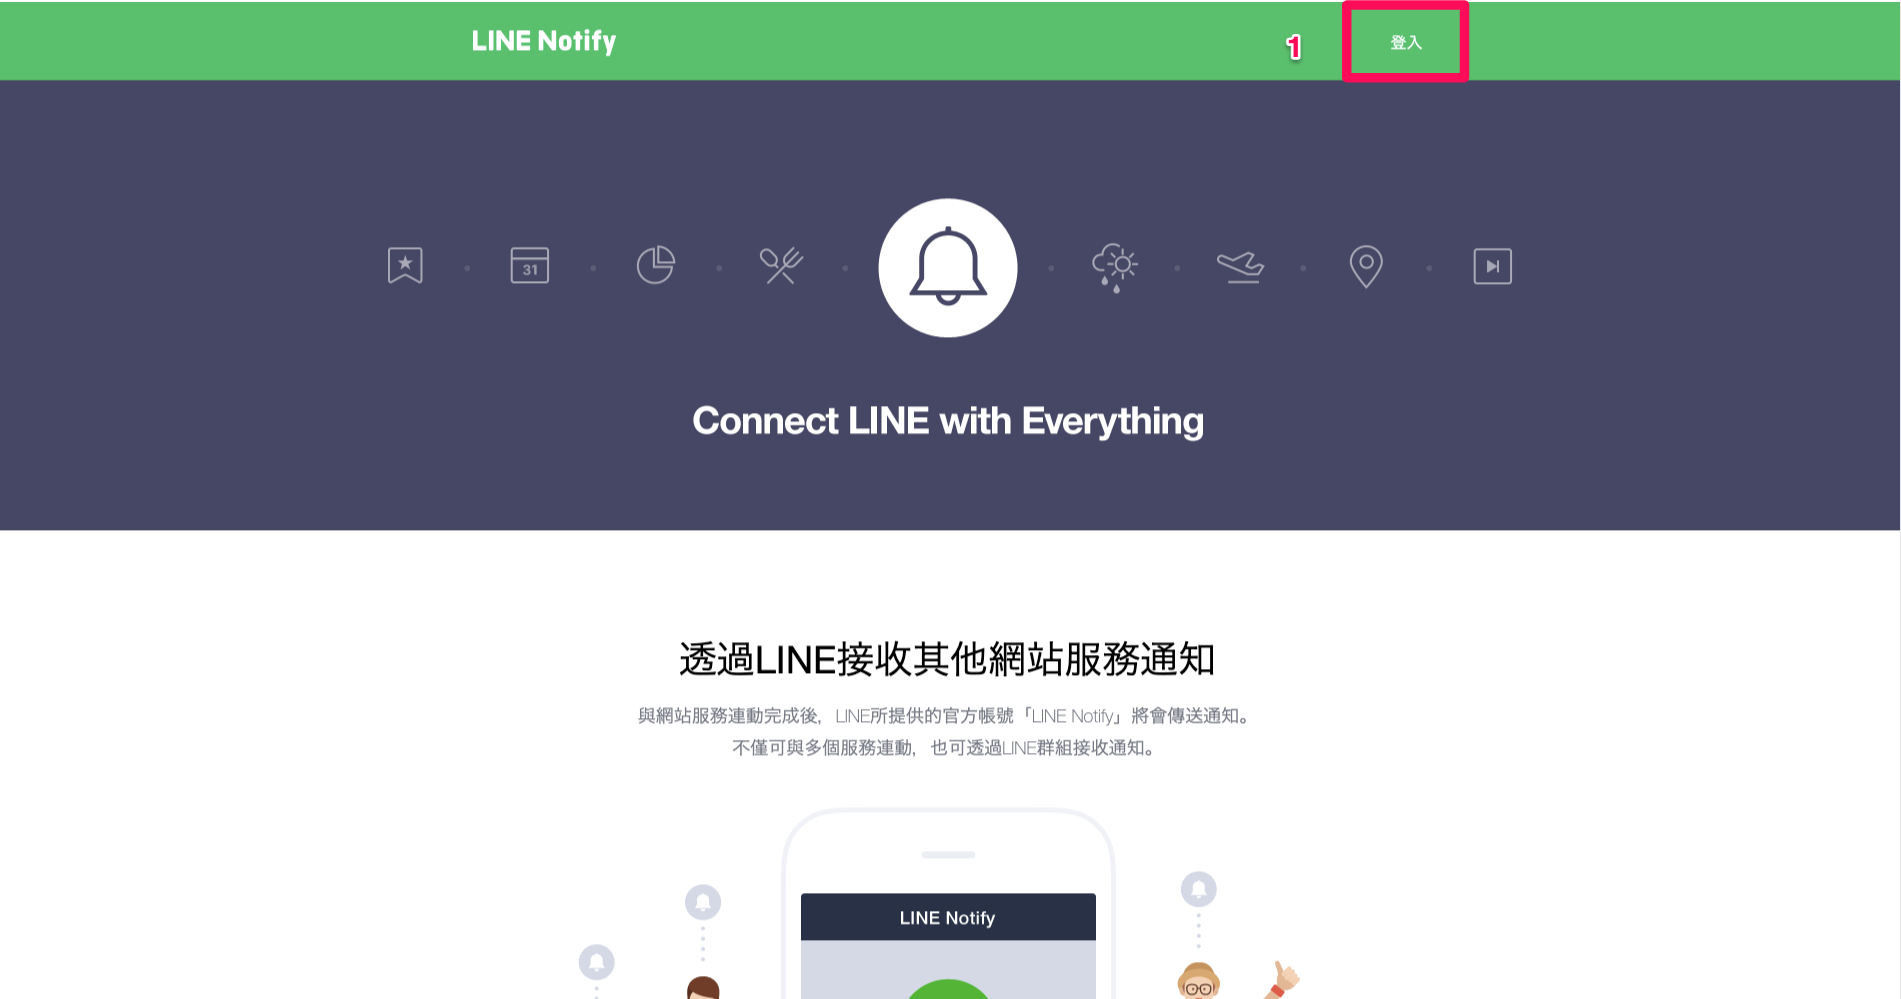 LINE Notify
1
登入
31
Connect LINE with Everything
透過LINE接收其他網站服務通知
與網站服務連動完成後,LINE所提供的官方帳號「LINE Notify」將會傳送通知。
不僅可與多個服務連動,也可透過LINE群組接收通知。
LINE Notify